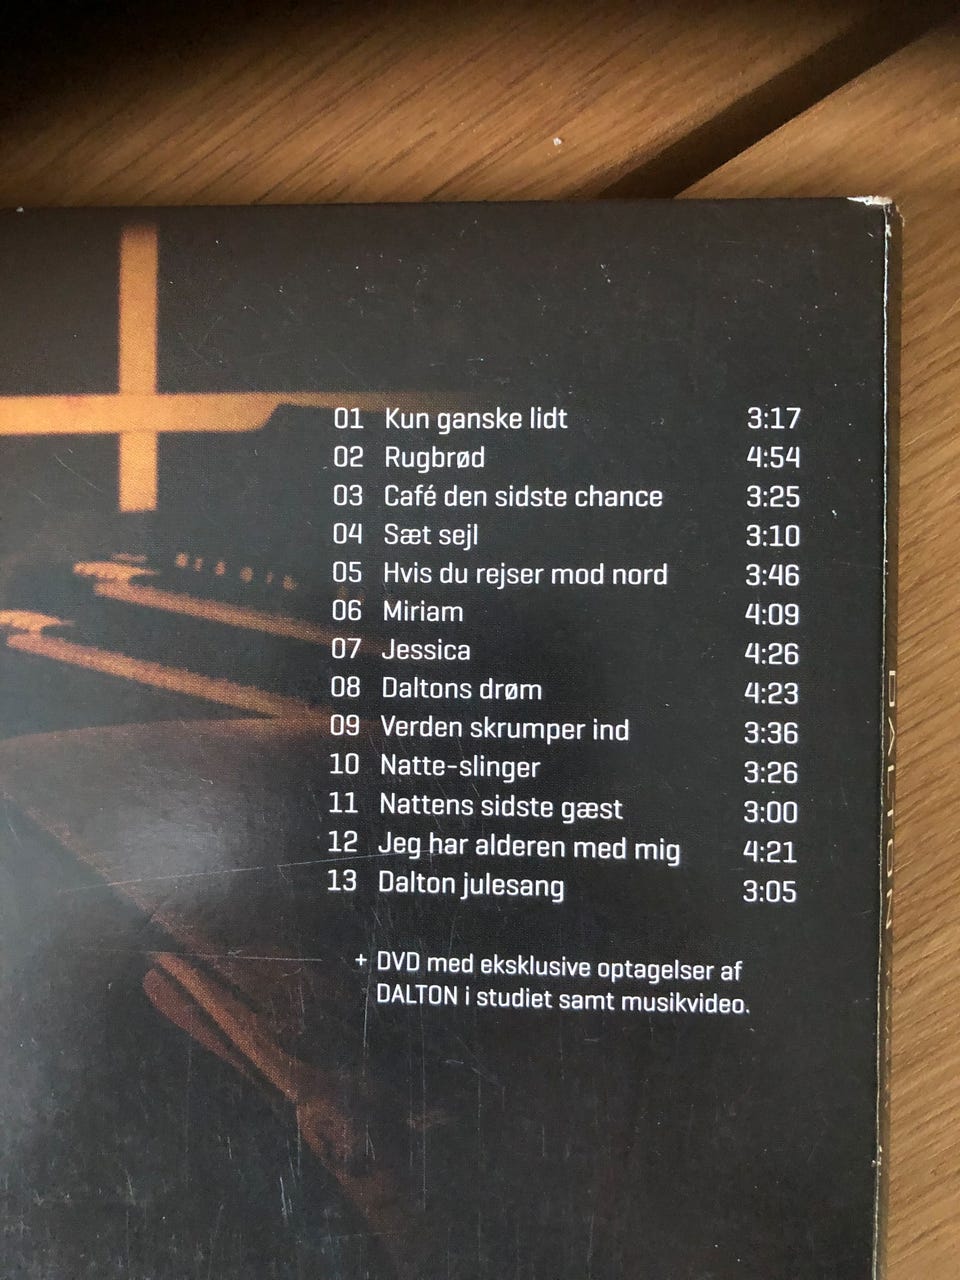 01 Kun ganske lidt 3:17
02 Rugbrød 4:54
03 Café den sidste chance 3:25
04 Sæt sejl 3:10
05 Hvis du rejser mod nord 3:46
06 Miriam 4:09
07 Jessica 4:26
08 Daltons drøm 4:23
09 Verden skrumper ind 3:36
10 Natte-slinger 3:26
11 Nattens sidste gæst 3:00
12 Jeg har alderen med mig 4:21
13 Dalton julesang 3:05
+ DVD med eksklusive optagelser af
DALTON i studiet samt musikvideo.
DALTON